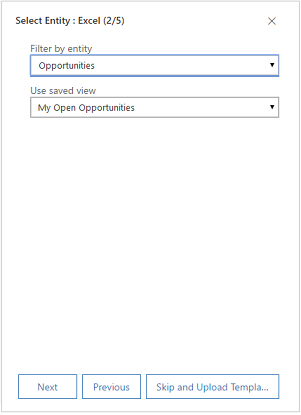 Select Entity : Excel (2/5)
Filter by entity
Opportunities
Use saved view
My Open Opportunities
Next
Previous
Skip and Upload Templa...